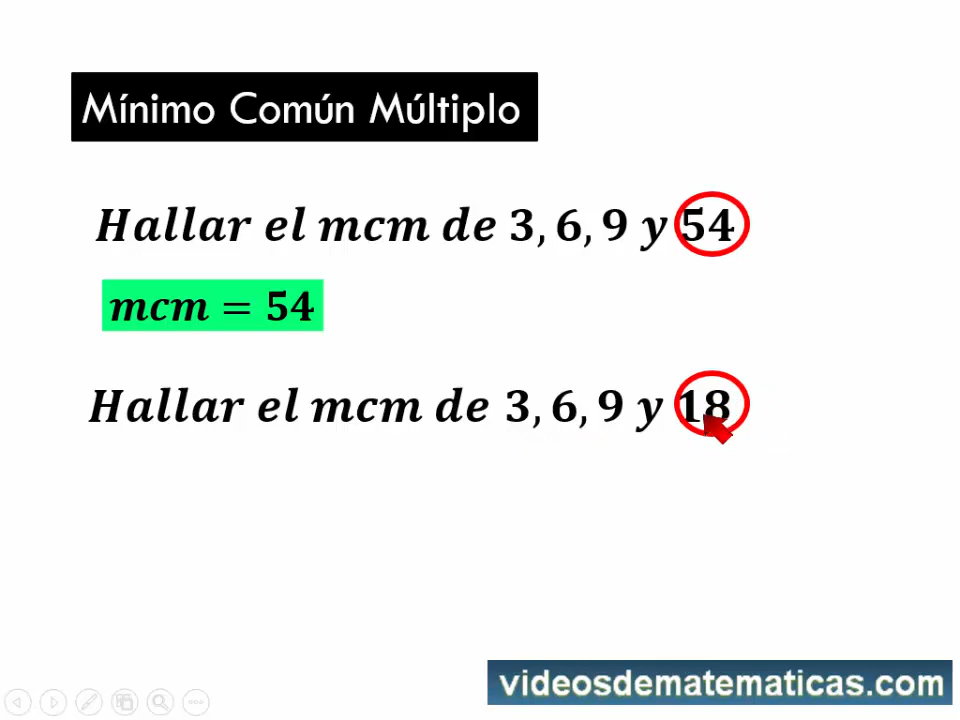 Mínimo Común Múltiplo
Hallar el mcm de 3, 6, 9 y 54
mcm = 54
Hallar el mcm de 3, 6, 9 y 18
videosdematematicas.com